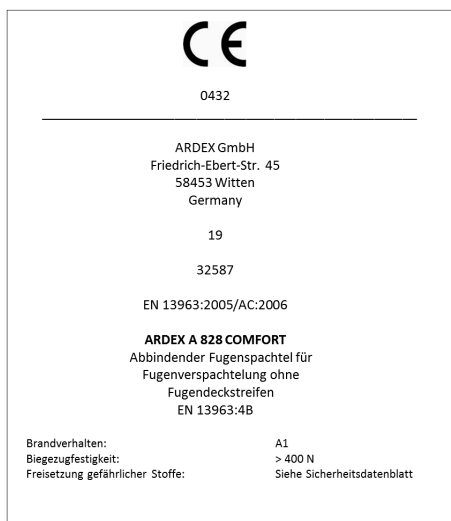 CE
0432
ARDEX GmbH
Friedrich-Ebert-Str. 45
58453 Witten
Germany
19
32587
EN 13963:2005/AC:2006
ARDEX A 828 COMFORT
Abbindender Fugenspachtel für
Fugenverspachtelung ohne
Fugendeckstreifen
EN 13963:4B
Brandverhalten: A1
Biegezugfestigkeit: > 400 N
Freisetzung gefährlicher Stoffe: Siehe Sicherheitsdatenblatt